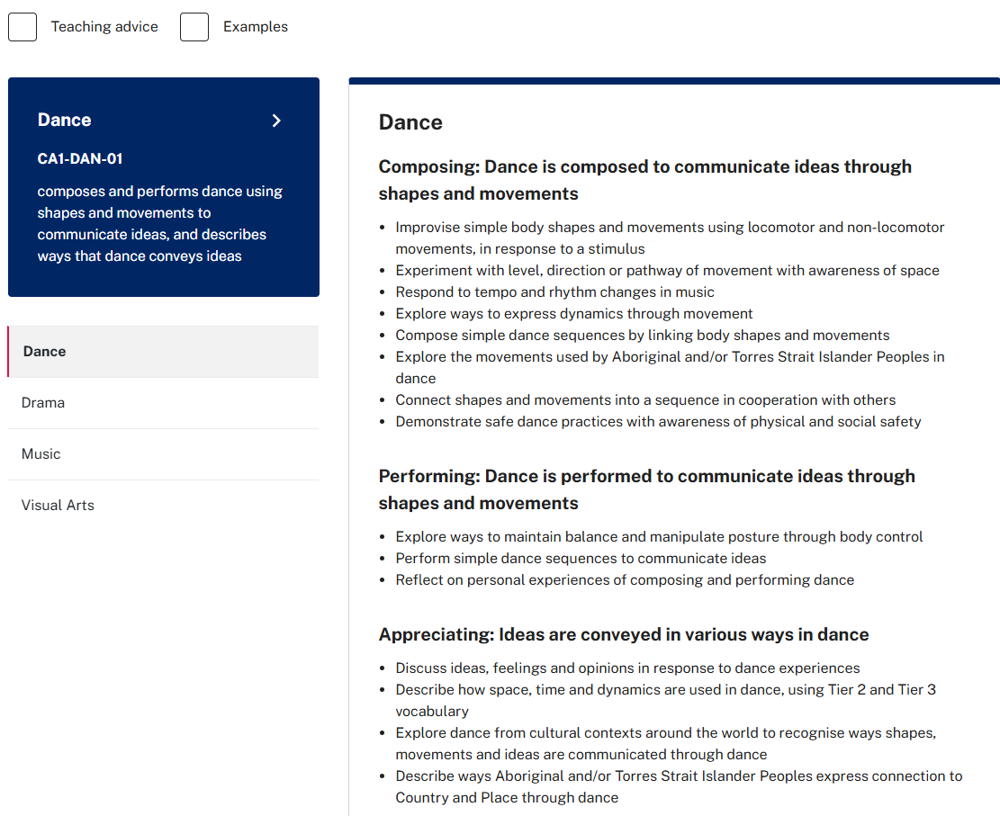 Teaching advice
Examples
Dance
CA1-DAN-01
composes and performs dance using
shapes and movements to
communicate ideas, and describes
ways that dance conveys ideas
Dance
Drama
Music
Visual Arts
Dance
Composing: Dance is composed to communicate ideas through
shapes and movements
• Improvise simple body shapes and movements using locomotor and non-locomotor
movements, in response to a stimulus
• Experiment with level, direction or pathway of movement with awareness of space
• Respond to tempo and rhythm changes in music
• Explore ways to express dynamics through movement
• Compose simple dance sequences by linking body shapes and movements
• Explore the movements used by Aboriginal and/or Torres Strait Islander Peoples in
dance
• Connect shapes and movements into a sequence in cooperation with others
• Demonstrate safe dance practices with awareness of physical and social safety
Performing: Dance is performed to communicate ideas through
shapes and movements
• Explore ways to maintain balance and manipulate posture through body control
• Perform simple dance sequences to communicate ideas
• Reflect on personal experiences of composing and performing dance
Appreciating: Ideas are conveyed in various ways in dance
• Discuss ideas, feelings and opinions in response to dance experiences
• Describe how space, time and dynamics are used in dance, using Tier 2 and Tier 3
vocabulary
• Explore dance from cultural contexts around the world to recognise ways shapes,
movements and ideas are communicated through dance
• Describe ways Aboriginal and/or Torres Strait Islander Peoples express connection to
Country and Place through dance